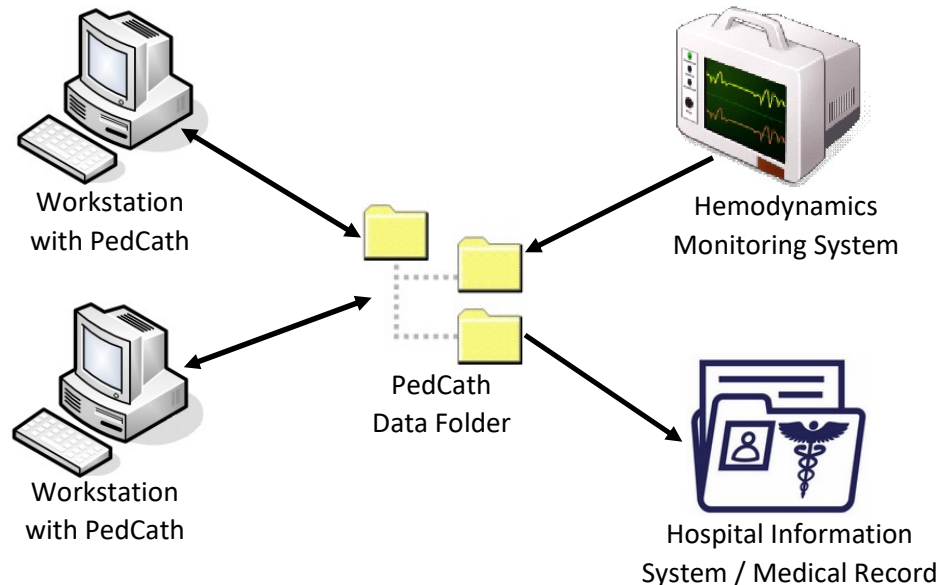 Workstation
with PedCath
Hemodynamics
Monitoring System
PedCath
Data Folder
Workstation
with PedCath
Hospital Information
System / Medical Record